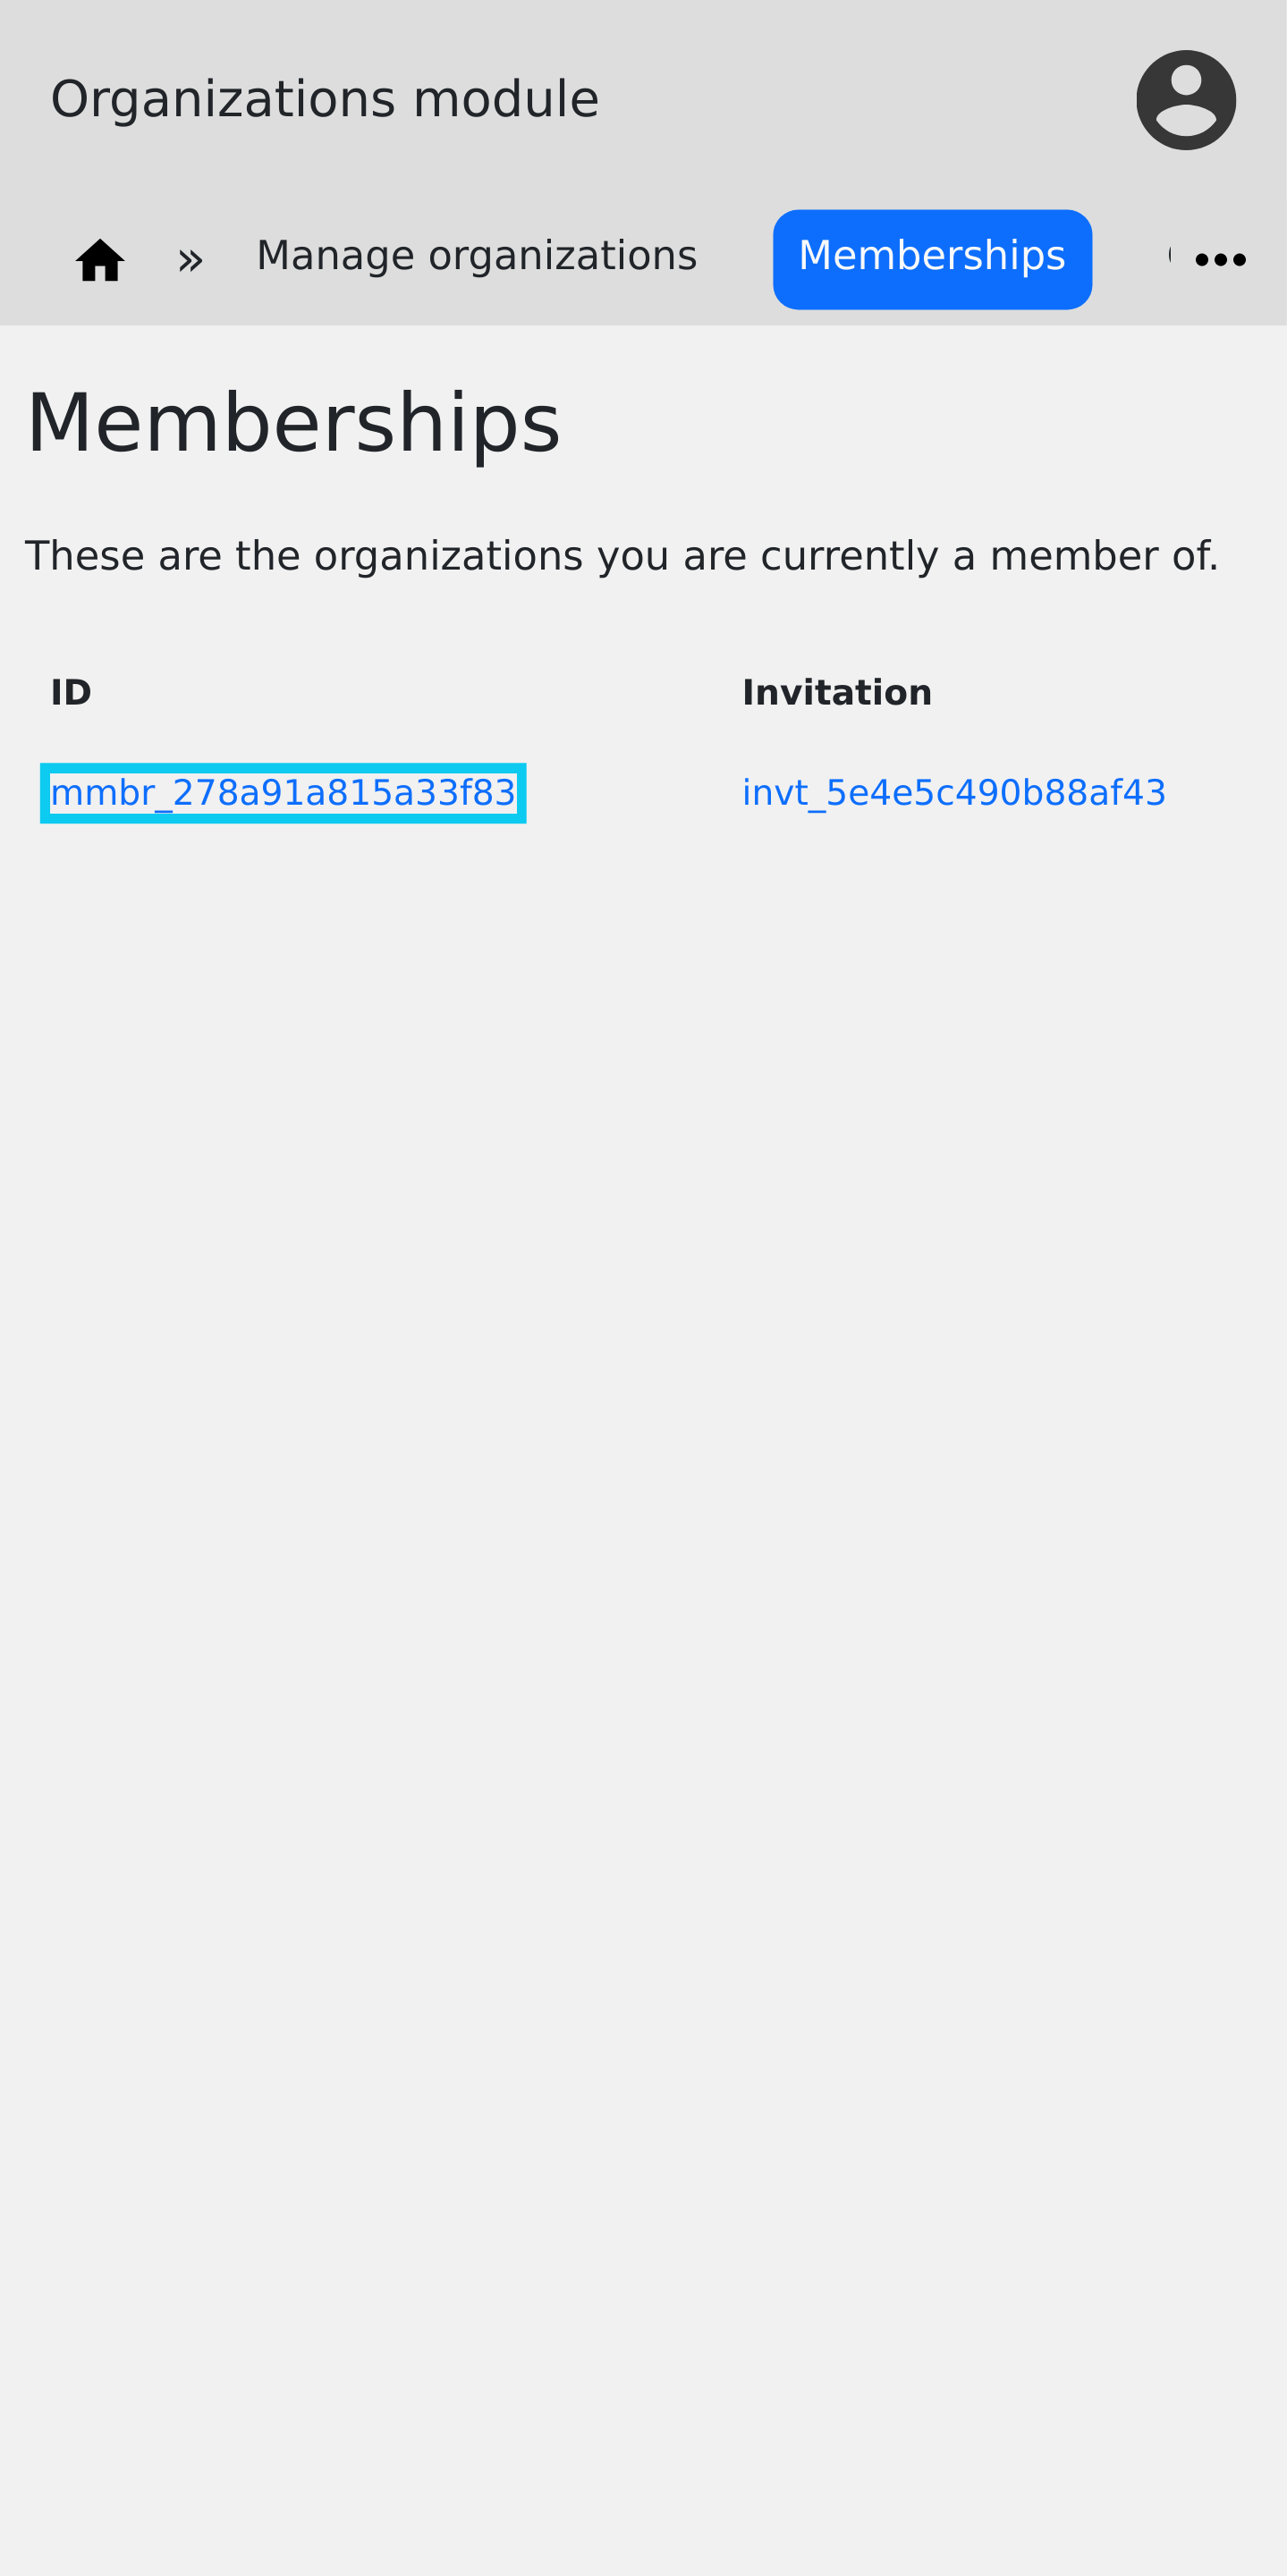 Organizations module
» Manage organizations Memberships
Memberships
These are the organizations you are currently a member of.
ID Invitation
mmbr_278a91a815a33f83 invt_5e4e5c490b88af43